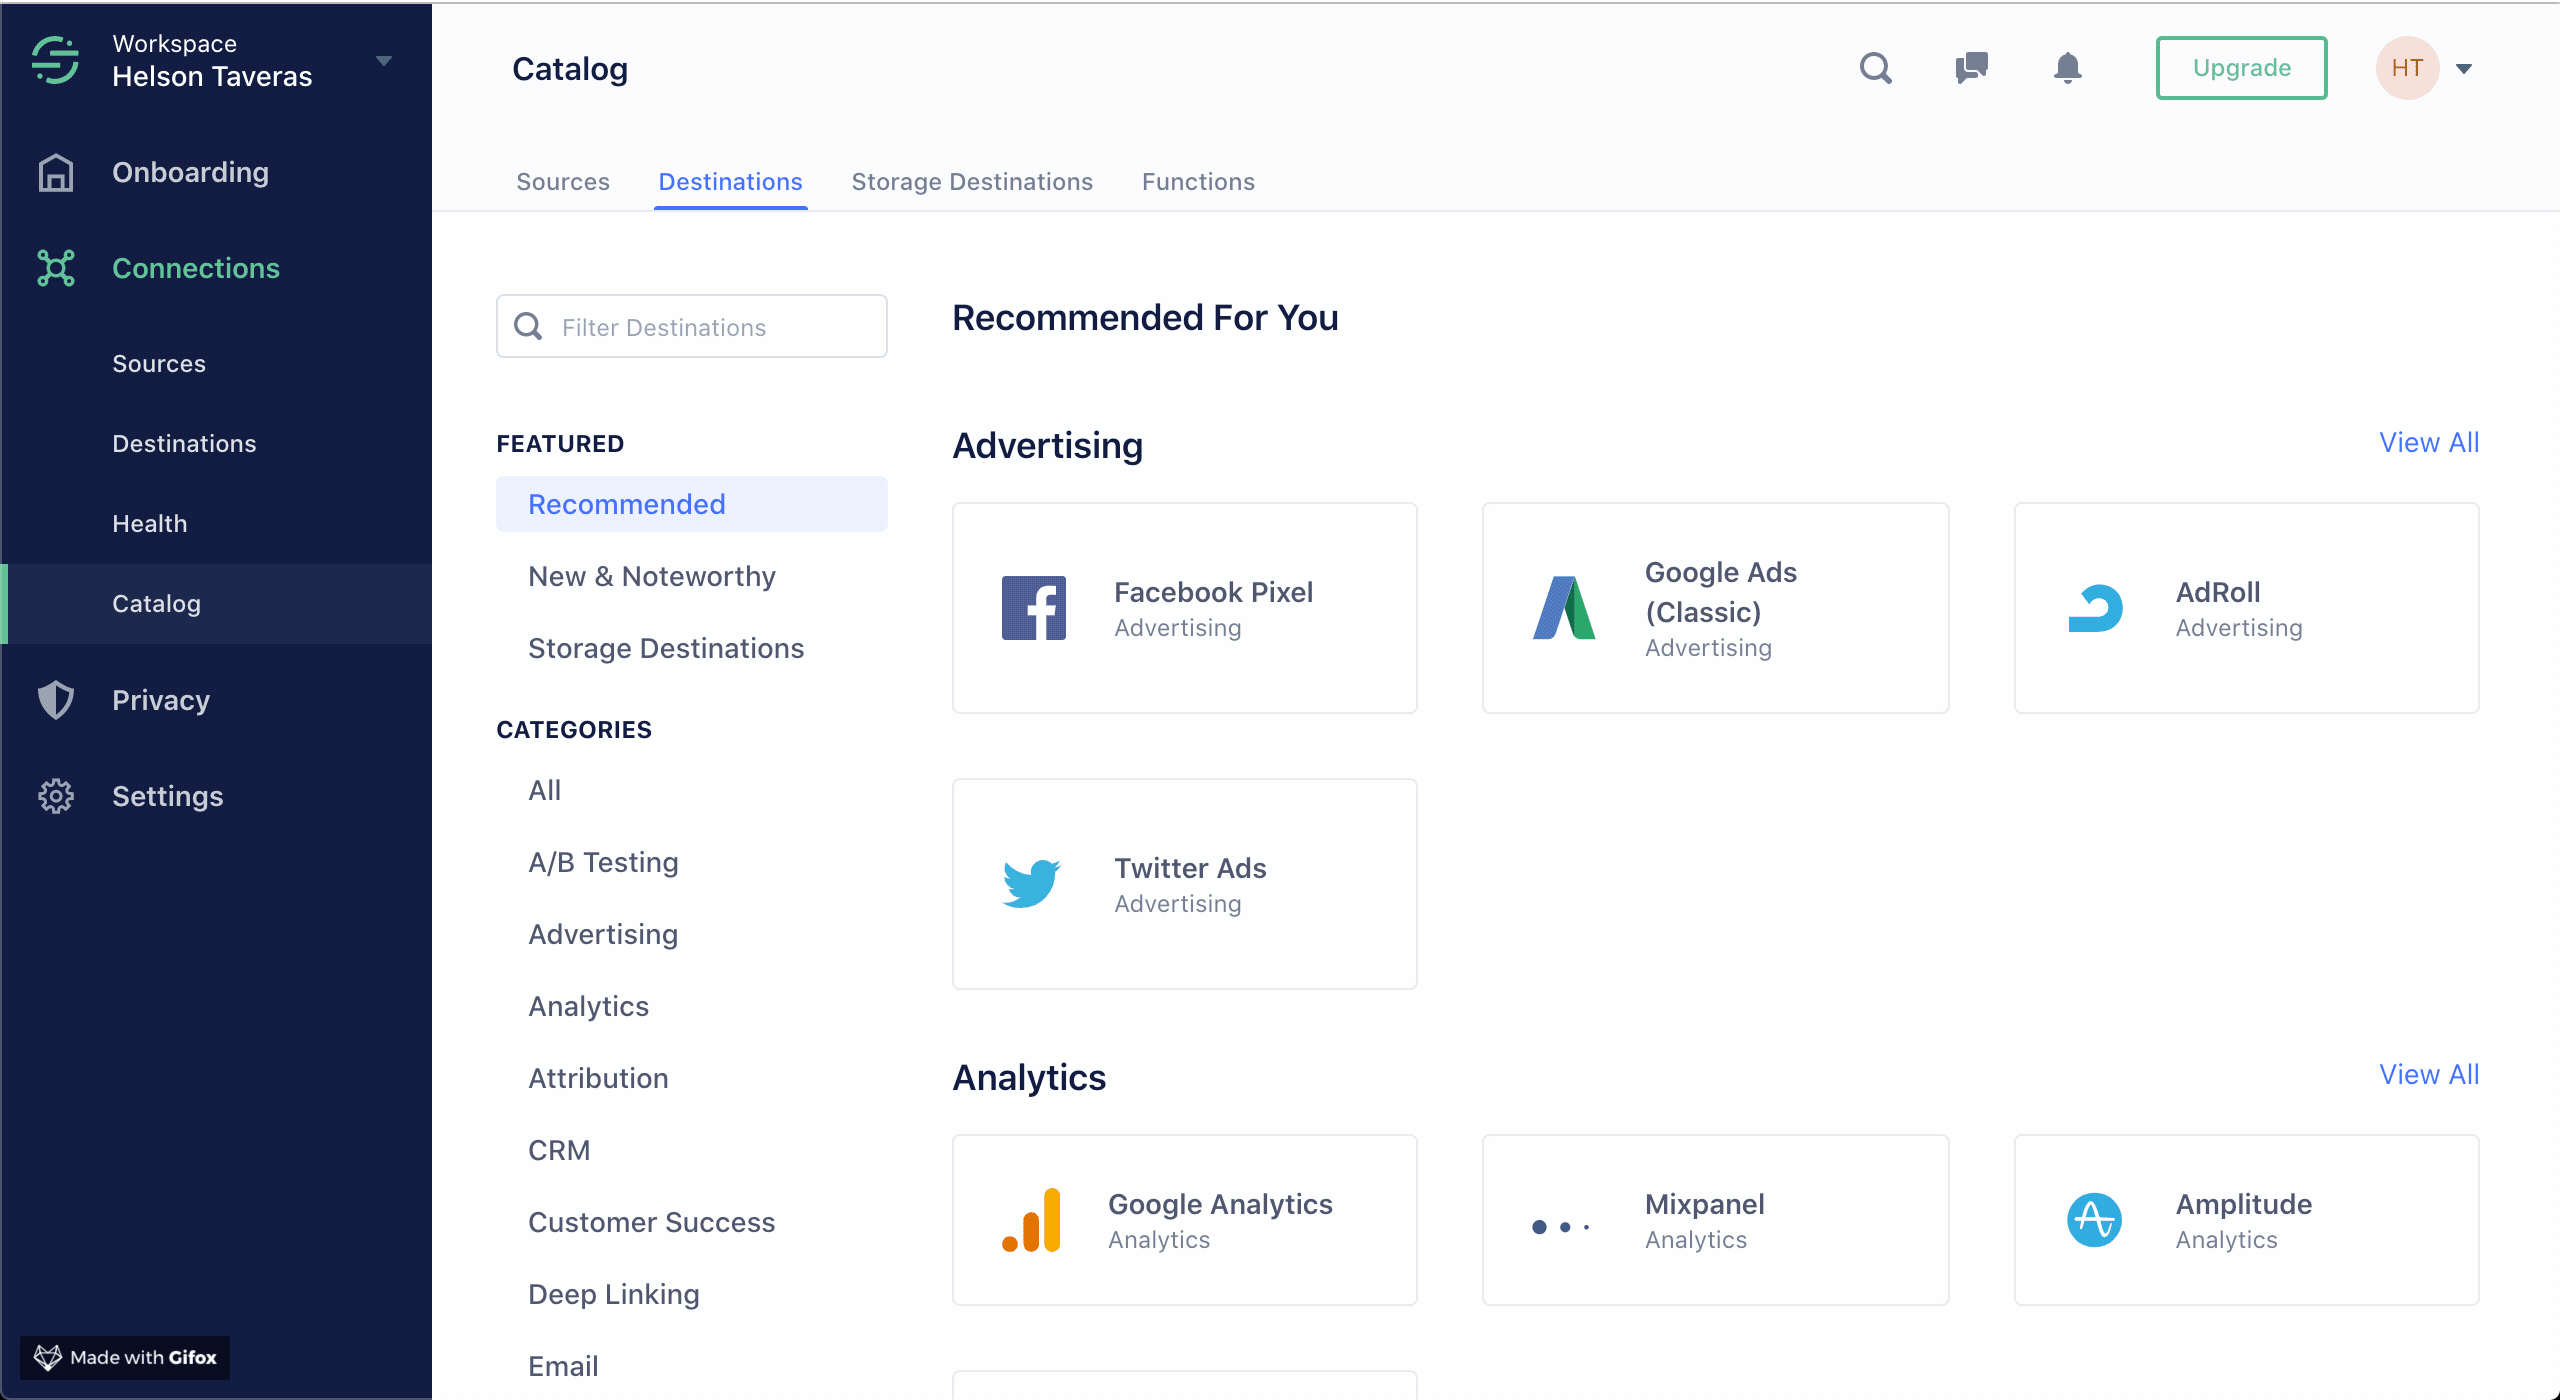 Workspace
Helson Taveras
Onboarding
Connections
Sources
Destinations
Health
Catalog
Privacy
Settings
Made with Gifox
Catalog
Upgrade
HT
Sources
Destinations
Storage Destinations
Functions
Filter Destinations
FEATURED
Recommended
New & Noteworthy
Storage Destinations
CATEGORIES
All
A/B Testing
Advertising
Analytics
Attribution
CRM
Customer Success
Deep Linking
Email
Recommended For You
Advertising
View All
Facebook Pixel
Advertising
Google Ads
(Classic)
Advertising
AdRoll
Advertising
Twitter Ads
Advertising
Analytics
View All
Google Analytics
Analytics
Mixpanel
Analytics
Amplitude
Analytics